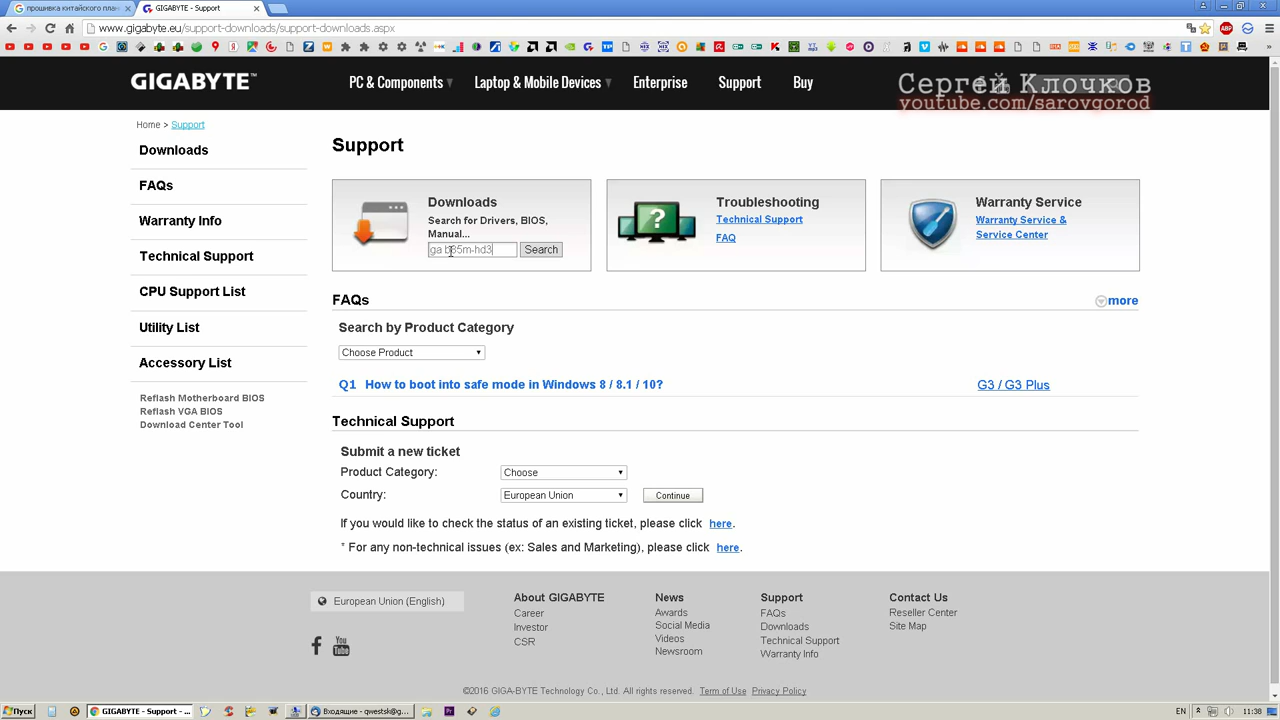 прошивка китайского план
GIGABYTE - Support
www.gigabyte.eu/support-downloads/support-downloads.aspx
GIGABYTE™
PC & Components
Laptop & Mobile Devices
Enterprise
Support
Buy
Сергей Клочков
youtube.com/sarovgorod
Home > Support
Downloads
FAQs
Warranty Info
Technical Support
CPU Support List
Utility List
Accessory List
Reflash Motherboard BIOS
Reflash VGA BIOS
Download Center Tool
Support
Downloads
Search for Drivers, BIOS,
Manual...
ga b85m-hd3
Search
Troubleshooting
Technical Support
FAQ
Warranty Service
Warranty Service &
Service Center
FAQs
more
Search by Product Category
Choose Product
Q1 How to boot into safe mode in Windows 8 / 8.1 / 10?
G3 / G3 Plus
Technical Support
Submit a new ticket
Product Category:
Choose
Country:
European Union
Continue
If you would like to check the status of an existing ticket, please click here.
* For any non-technical issues (ex: Sales and Marketing), please click here.
European Union (English)
About GIGABYTE
Career
Investor
CSR
News
Awards
Social Media
Videos
Newsroom
Support
FAQs
Downloads
Technical Support
Warranty Info
Contact Us
Reseller Center
Site Map
You
Tube
©2016 GIGA-BYTE Technology Co., Ltd. All rights reserved. Term of Use Privacy Policy
Пуск
GIGABYTE - Support - ...
Входящие - qwestsk@g...
EN
11:36